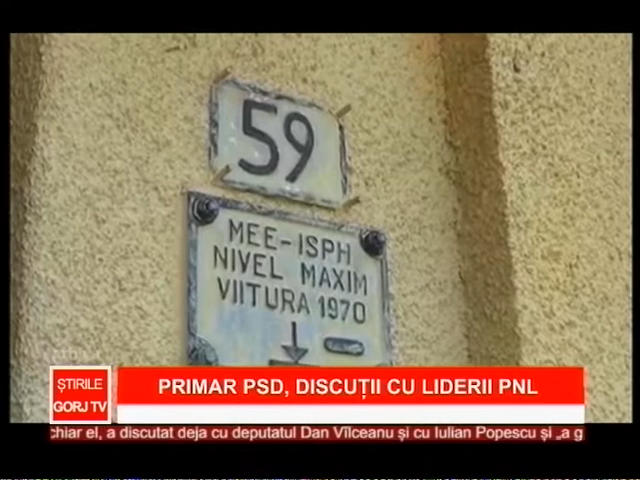 59
MEE-ISPH
NIVEL MAXIM
VIITURA 1970
ȘTIRILE
GORJ TV
PRIMAR PSD, DISCUȚII CU LIDERII PNL
chiar el, a discutat deja cu deputatul Dan Vîlceanu și cu Iulian Popescu și „a g